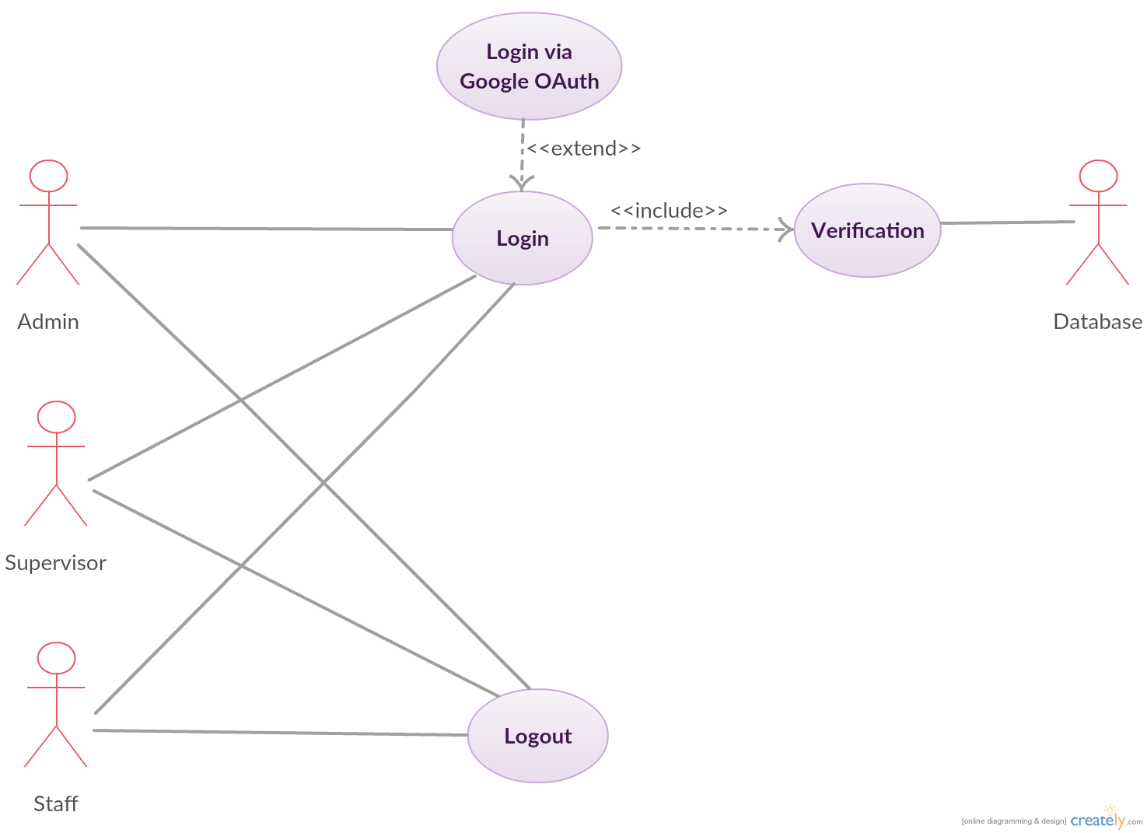 Login via
Google OAuth
<<extend>>
<<include>>
Login
Verification
Admin
Database
Supervisor
Logout
Staff
[online diagramming & design] creately.com